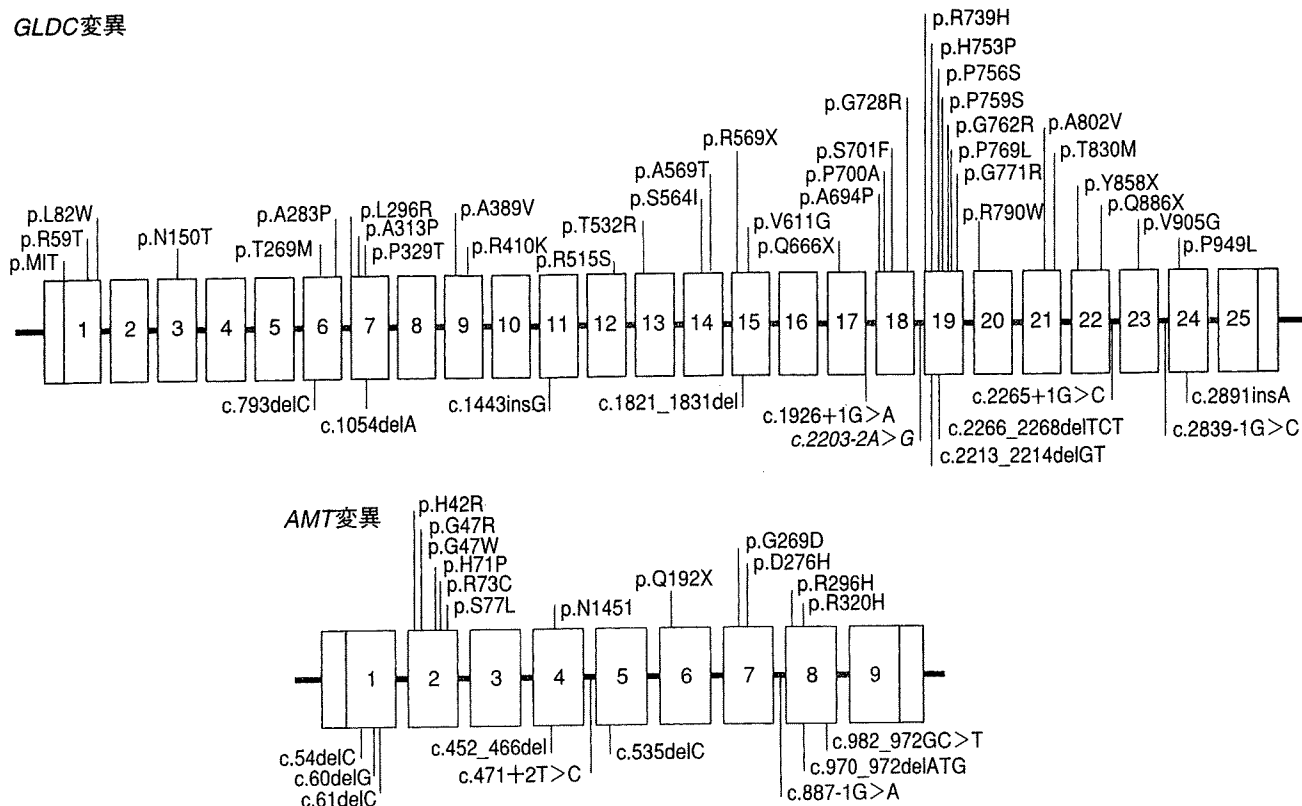 GLDC変異
p.MIT
p.R59T
p.L82W
p.N150T
p.T269M
p.A283P
p.L296R
p.A313P
p.P329T
p.A389V
p.R410K
p.R515S
p.T532R
p.S564I
p.A569T
p.R569X
p.V611G
p.Q666X
p.A694P
p.P700A
p.S701F
p.G728R
p.R739H
p.H753P
p.P756S
p.P759S
p.G762R
p.P769L
p.G771R
p.R790W
p.A802V
p.T830M
p.Y858X
p.Q886X
p.V905G
p.P949L
1 2 3 4 5 6 7 8 9 10 11 12 13 14 15 16 17 18 19 20 21 22 23 24 25
c.793delC
c.1054delA
c.1443insG
c.1821_1831del
c.1926+1G>A
c.2203-2A>G
c.2213_2214delGT
c.2266_2268delTCT
c.2265+1G>C
c.2839-1G>C
c.2891insA
AMT変異
p.H42R
p.G47R
p.G47W
p.H71P
p.R73C
p.S77L
p.N1451
p.Q192X
p.G269D
p.D276H
p.R296H
p.R320H
1 2 3 4 5 6 7 8 9
c.54delC
c.60delG
c.61delC
c.452_466del
c.471+2T>C
c.535delC
c.887-1G>A
c.970_972delATG
c.982_972GC>T